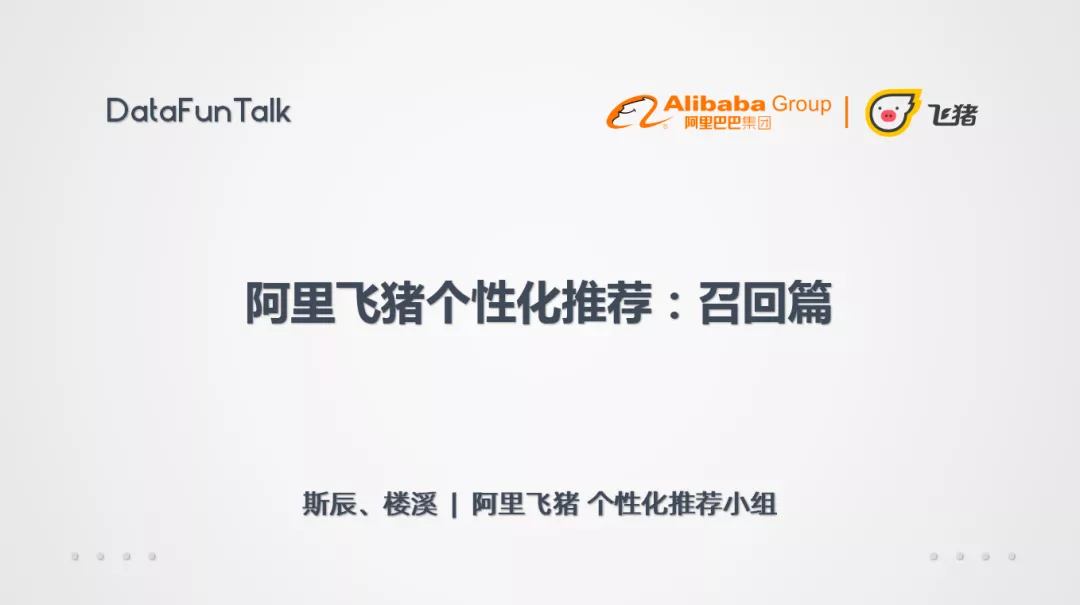 DataFunTalk
Alibaba Group | 飞猪
阿里巴巴集团
阿里飞猪个性化推荐：召回篇
斯辰、楼溪 | 阿里飞猪 个性化推荐小组